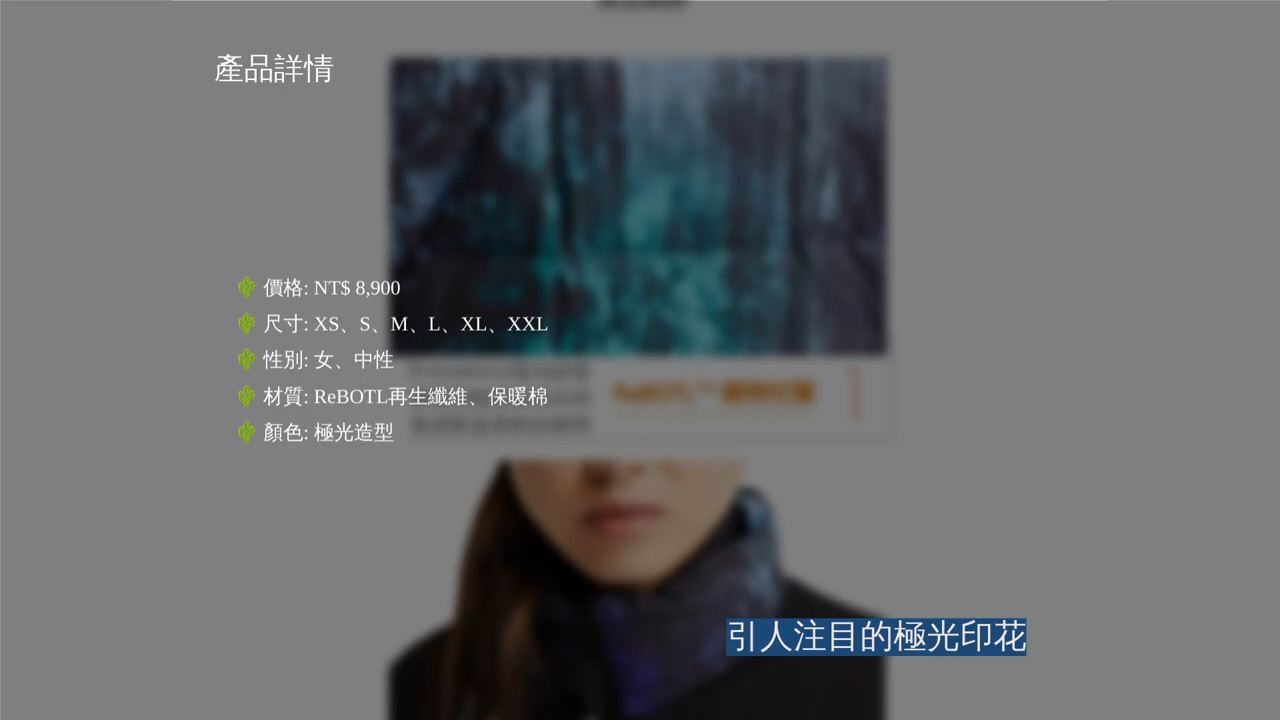 產品詳情
價格: NT$ 8,900
尺寸: XS、S、M、L、XL、XXL
性別: 女、中性
材質: ReBOTL再生纖維、保暖棉
顏色: 極光造型
引人注目的極光印花